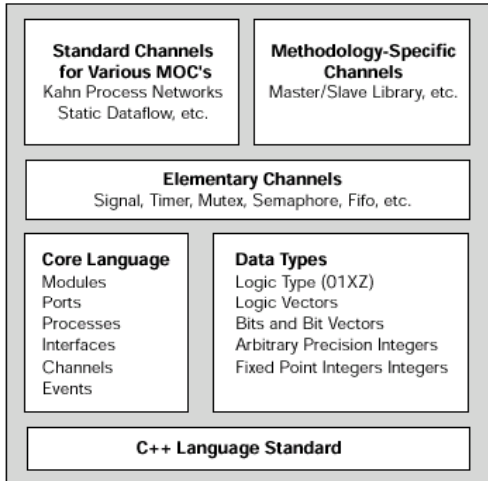 Standard Channels
for Various MOC's
Kahn Process Networks
Static Dataflow, etc.
Methodology-Specific
Channels
Master/Slave Library, etc.
Elementary Channels
Signal, Timer, Mutex, Semaphore, Fifo, etc.
Core Language
Modules
Ports
Processes
Interfaces
Channels
Events
Data Types
Logic Type (01XZ)
Logic Vectors
Bits and Bit Vectors
Arbitrary Precision Integers
Fixed Point Integers Integers
C++ Language Standard